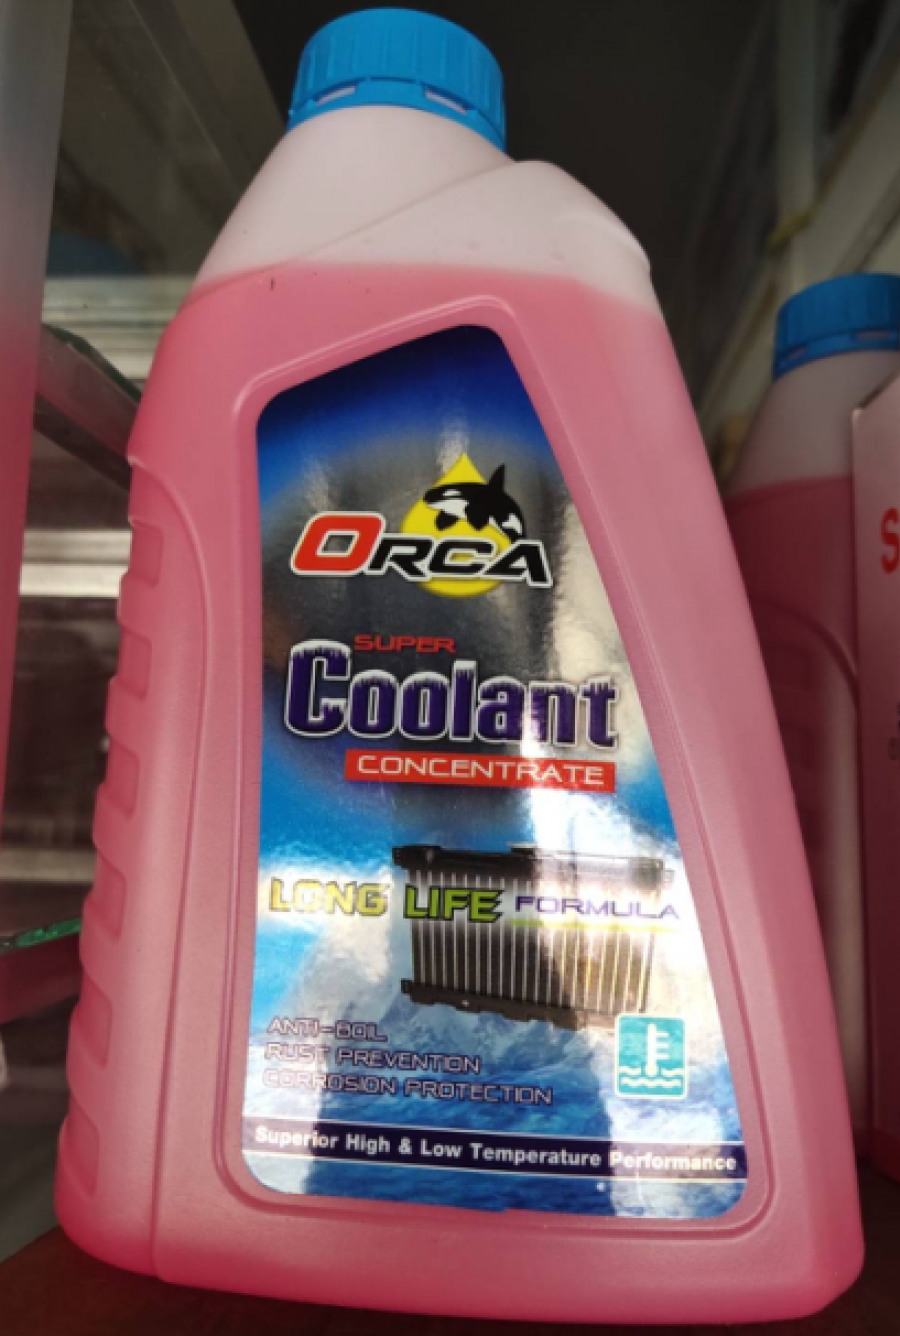 ORCA
SUPER
Coolant
CONCENTRATE
LONG LIFE FORMULA
ANTI-BOIL
RUST PREVENTION
CORROSION PROTECTION
Superior High & Low Temperature Performance
S